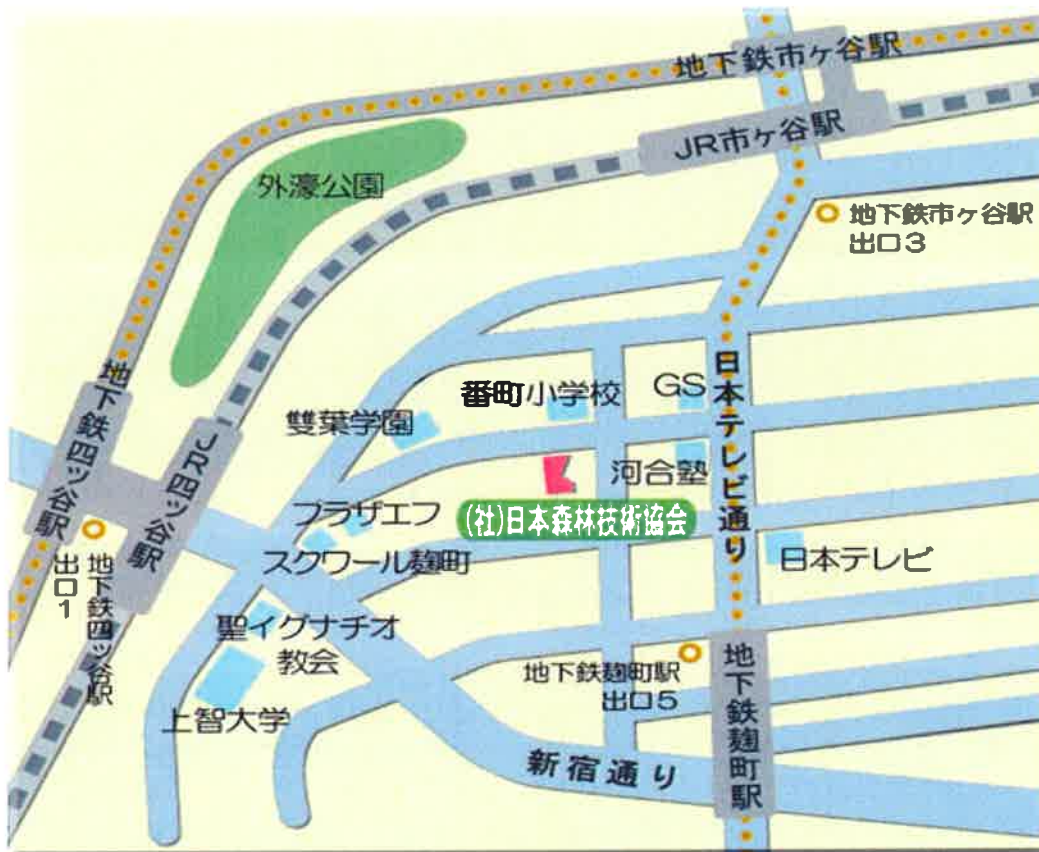 地下鉄市ヶ谷駅
JR市ヶ谷駅
外濠公園
地下鉄市ヶ谷駅
出口3
日本テレビ通り
番町小学校
GS
雙葉学園
河合塾
地下鉄四ッ谷駅
JR四ッ谷駅
プラザエフ
(社)日本森林技術協会
スクワール麹町
日本テレビ
地下鉄四ッ谷駅
出口1
聖イグナチオ
教会
地下鉄麹町駅
出口5
地下鉄麹町駅
上智大学
新宿通り